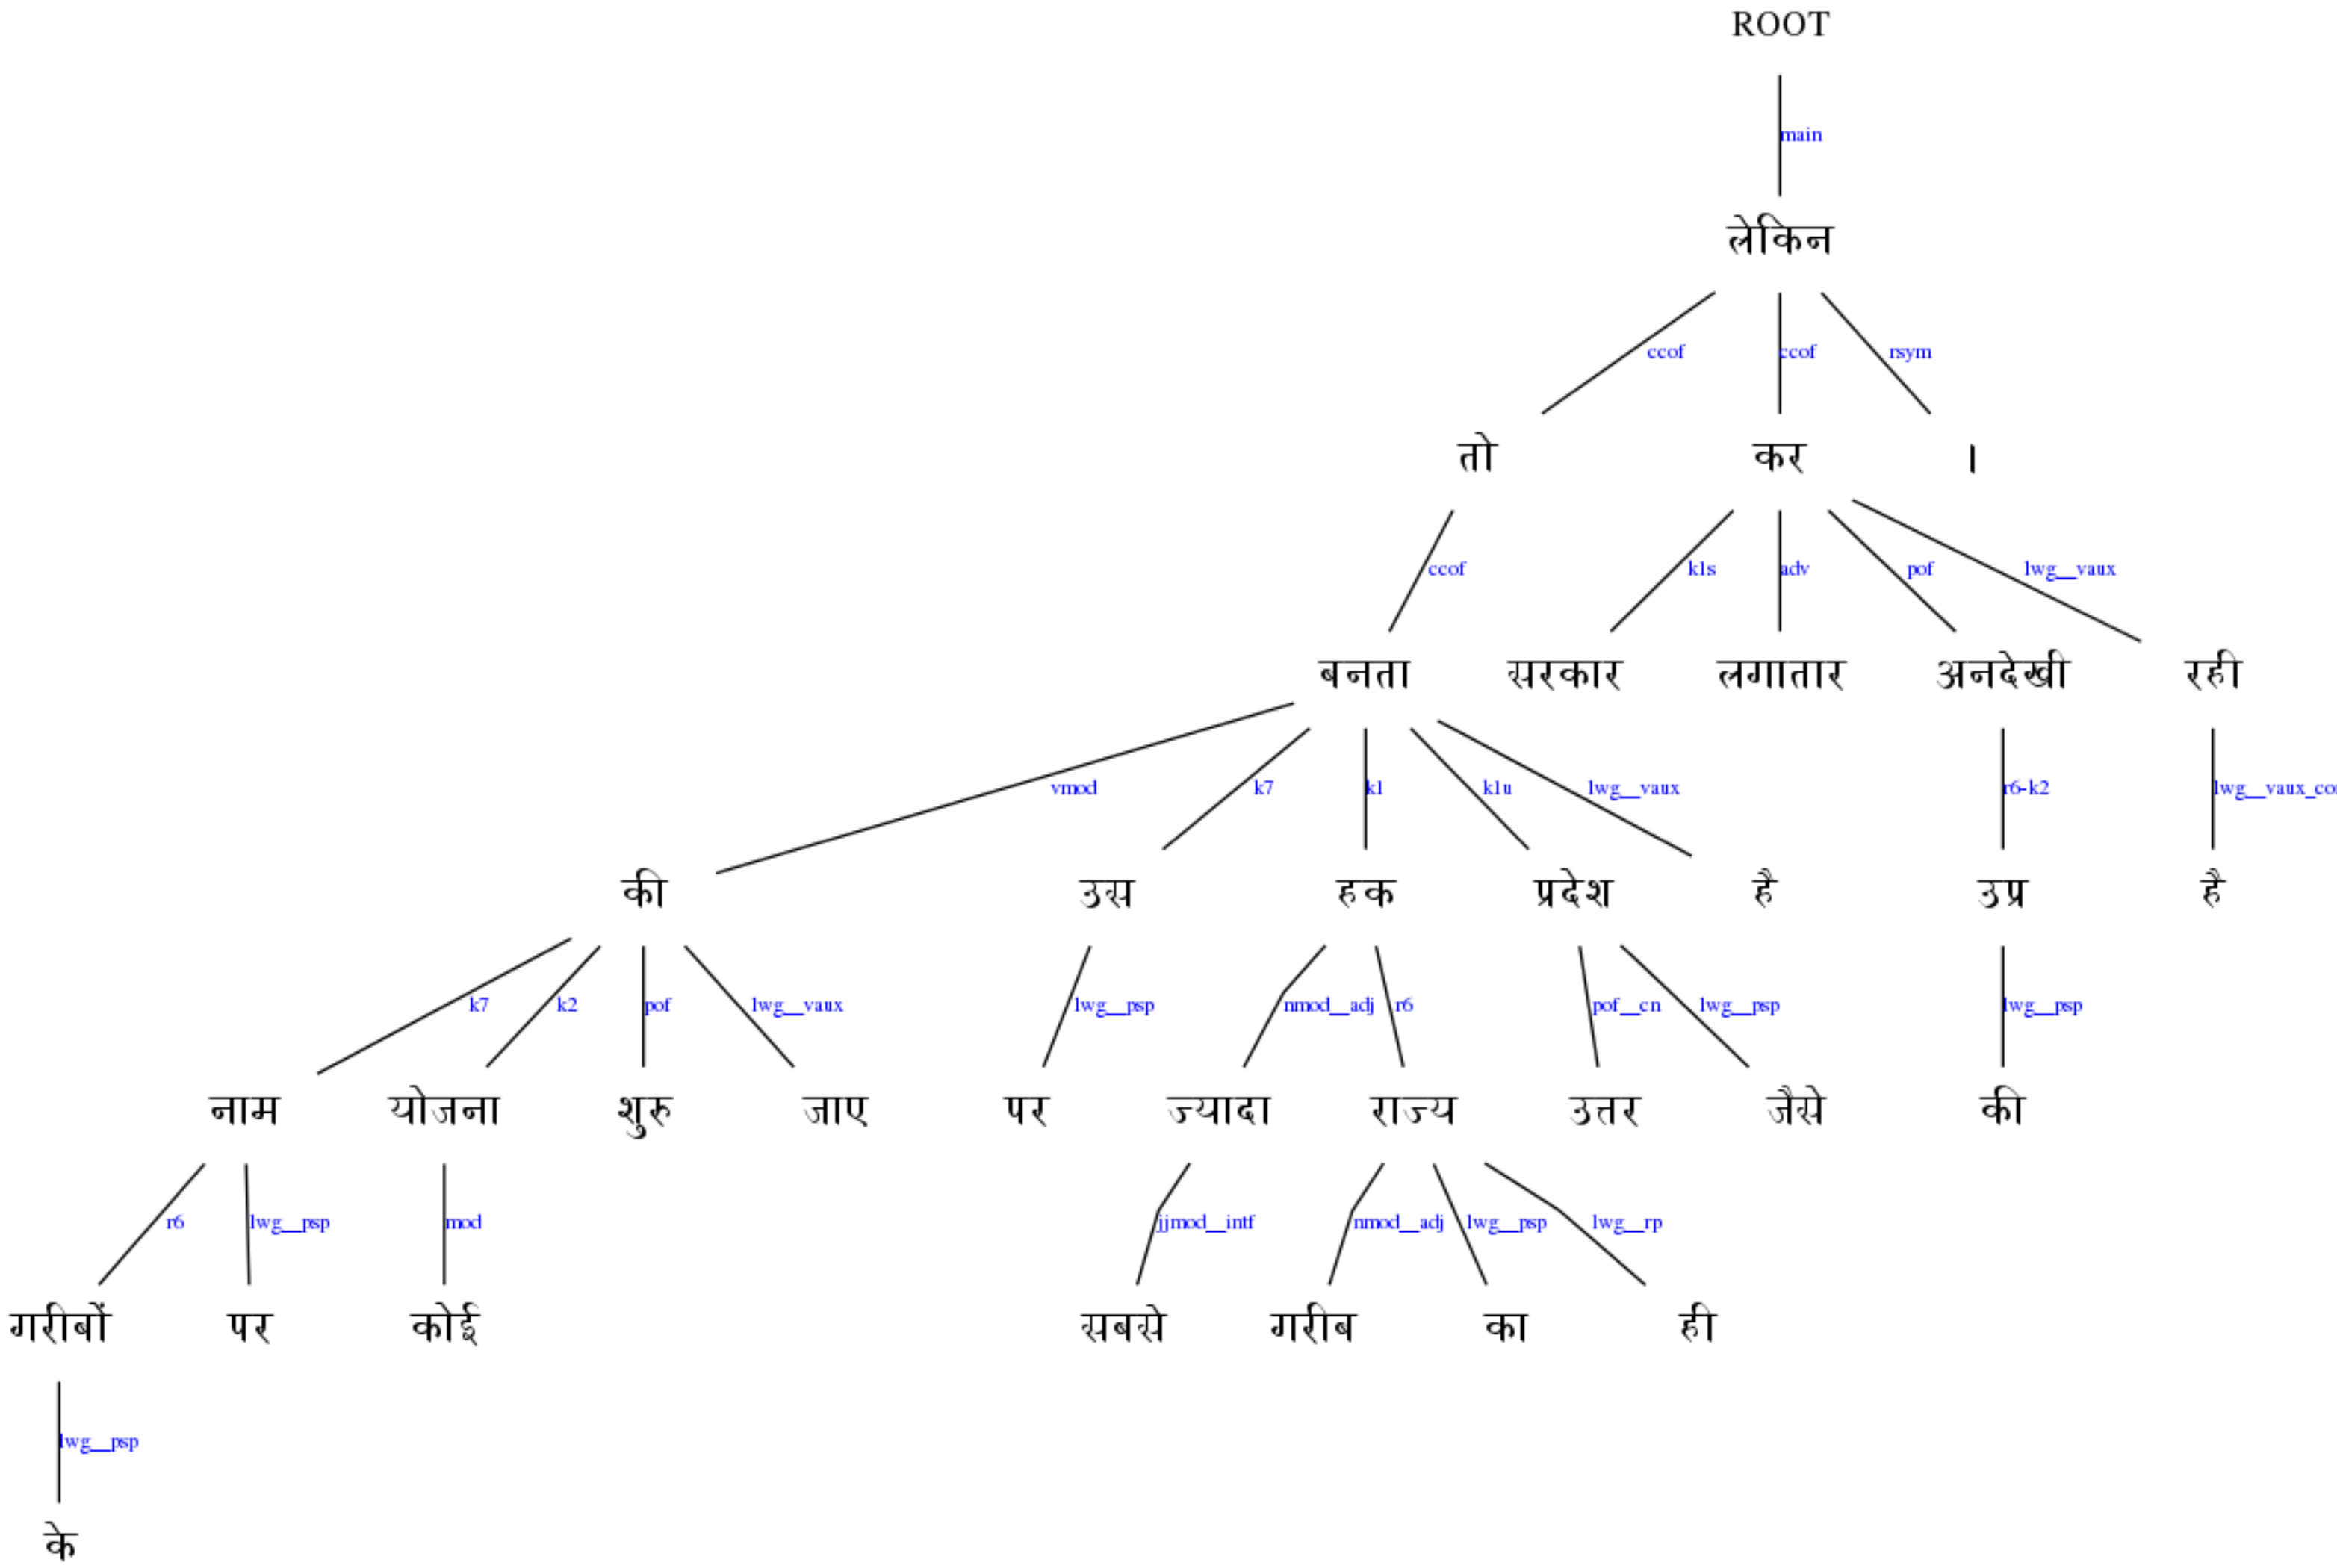 ROOT
main
लेकिन
ccof ccof rsym
तो कर ।
ccof k1s adv pof lwg__vaux
बनता सरकार लगातार अनदेखी रही
vmod k7 k1 k1u lwg__vaux r6-k2 lwg__vaux_co
की उस हक प्रदेश है उप्र है
k7 k2 pof lwg__vaux lwg__psp nmod__adj r6 pof__cn lwg__psp lwg__psp
नाम योजना शुरु जाए पर ज्यादा राज्य उत्तर जैसे की
r6 lwg__psp mod jjmod__intf nmod__adj lwg__psp lwg__rp
गरीबों पर कोई सबसे गरीब का ही
lwg__psp
के